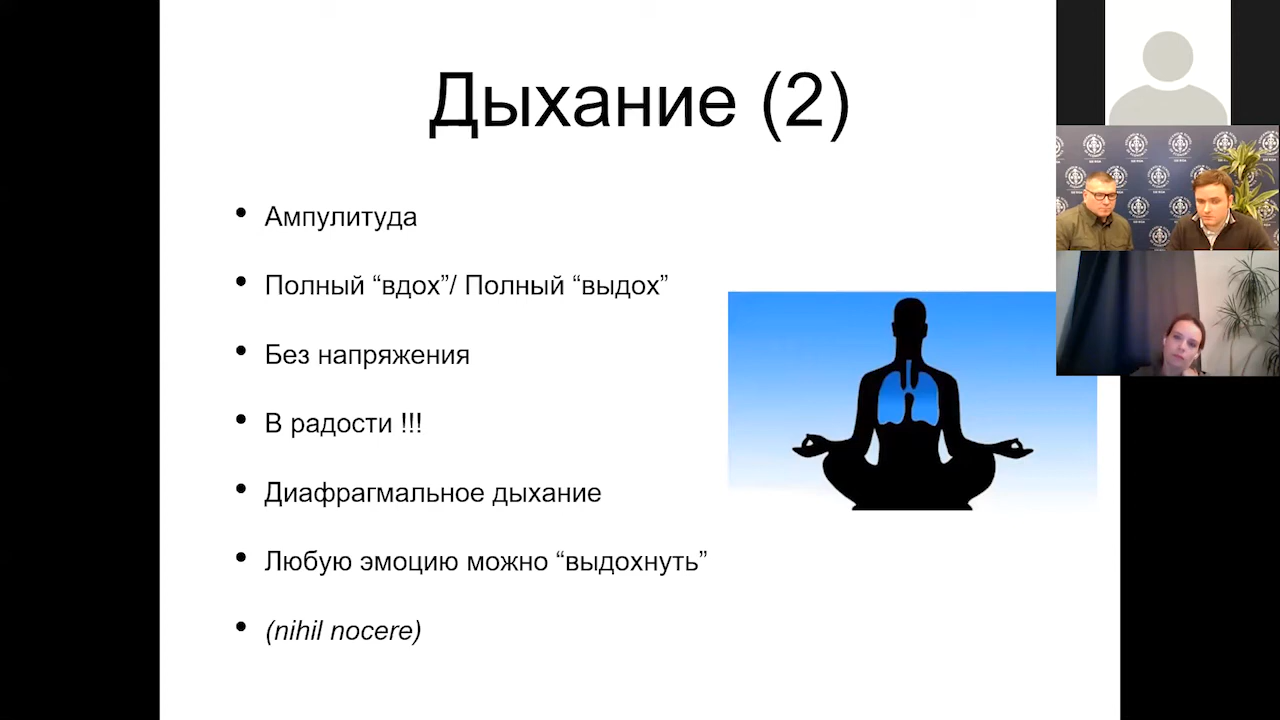 Дыхание (2)
• Ампулитуда
• Полный “вдох”/ Полный “выдох”
• Без напряжения
• В радости !!!
• Диафрагмальное дыхание
• Любую эмоцию можно “выдохнуть”
• (nihil nocere)